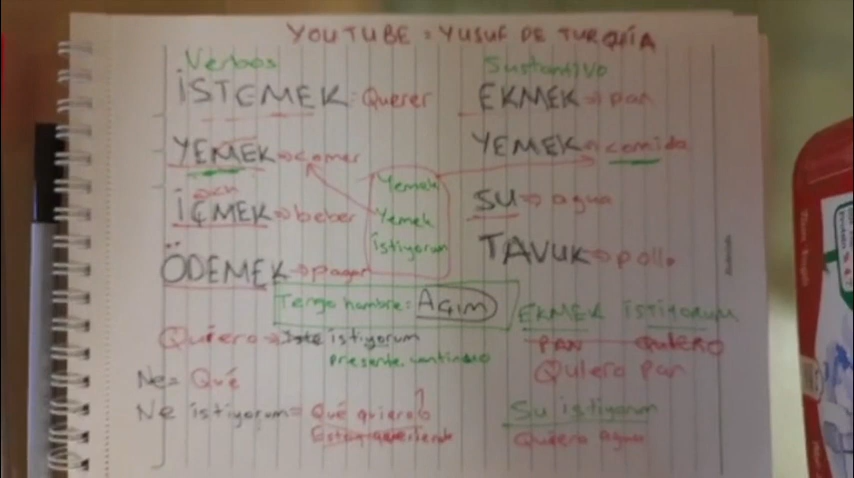 YOUTUBE = YUSUF DE TURQUÍA
Verbos
İSTEMEK = Querer
YEMEK → comer
İÇMEK → beber
ÖDEMEK → pagar
Sustantivo
EKMEK → pan
YEMEK → comida
SU → agua
TAVUK → pollo
Yemek
Yemek
istiyorum
Tengo hambre: AÇIM
Quiero → İste istiyorum
presente continuo
Ne = Qué
Ne istiyorum = Qué quiero?
EKMEK istiyorum
PAN QUIERO
Quiero pan
Su istiyorum
Quiero agua